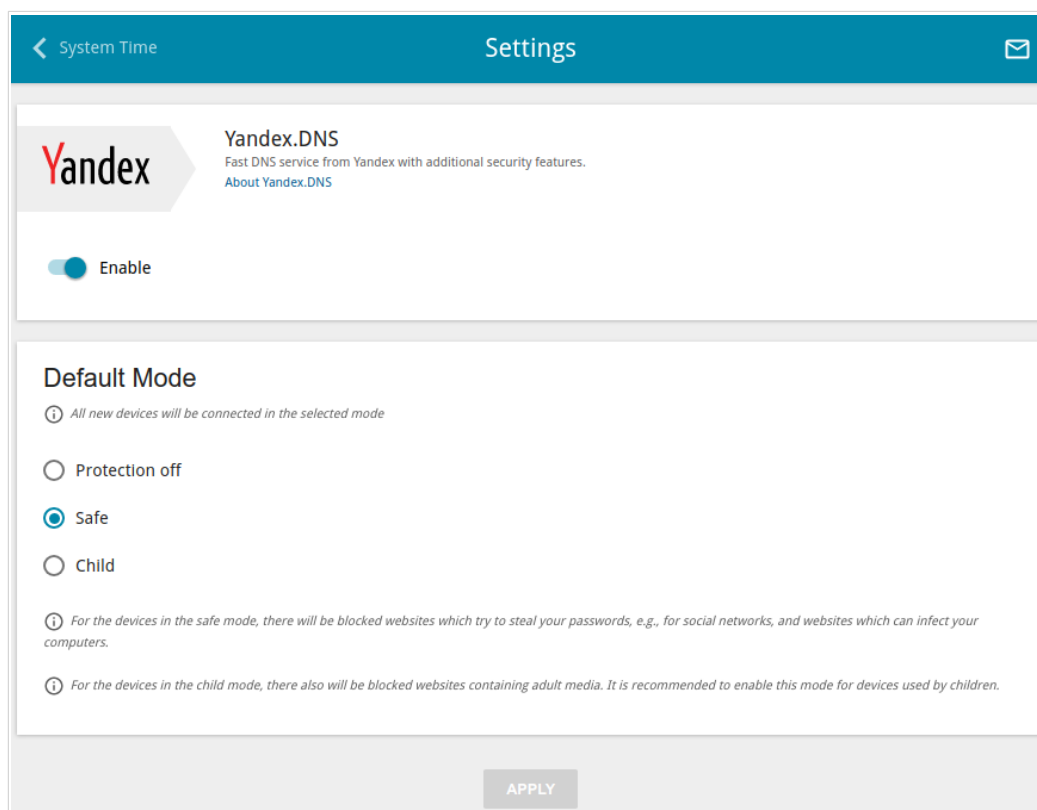 System Time
Settings
Yandex
Yandex.DNS
Fast DNS service from Yandex with additional security features.
About Yandex.DNS
Enable
Default Mode
All new devices will be connected in the selected mode
Protection off
Safe
Child
For the devices in the safe mode, there will be blocked websites which try to steal your passwords, e.g., for social networks, and websites which can infect your
computers.
For the devices in the child mode, there also will be blocked websites containing adult media. It is recommended to enable this mode for devices used by children.
APPLY